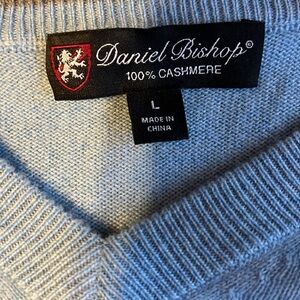 Daniel Bishop®
100% CASHMERE
L
MADE IN
CHINA